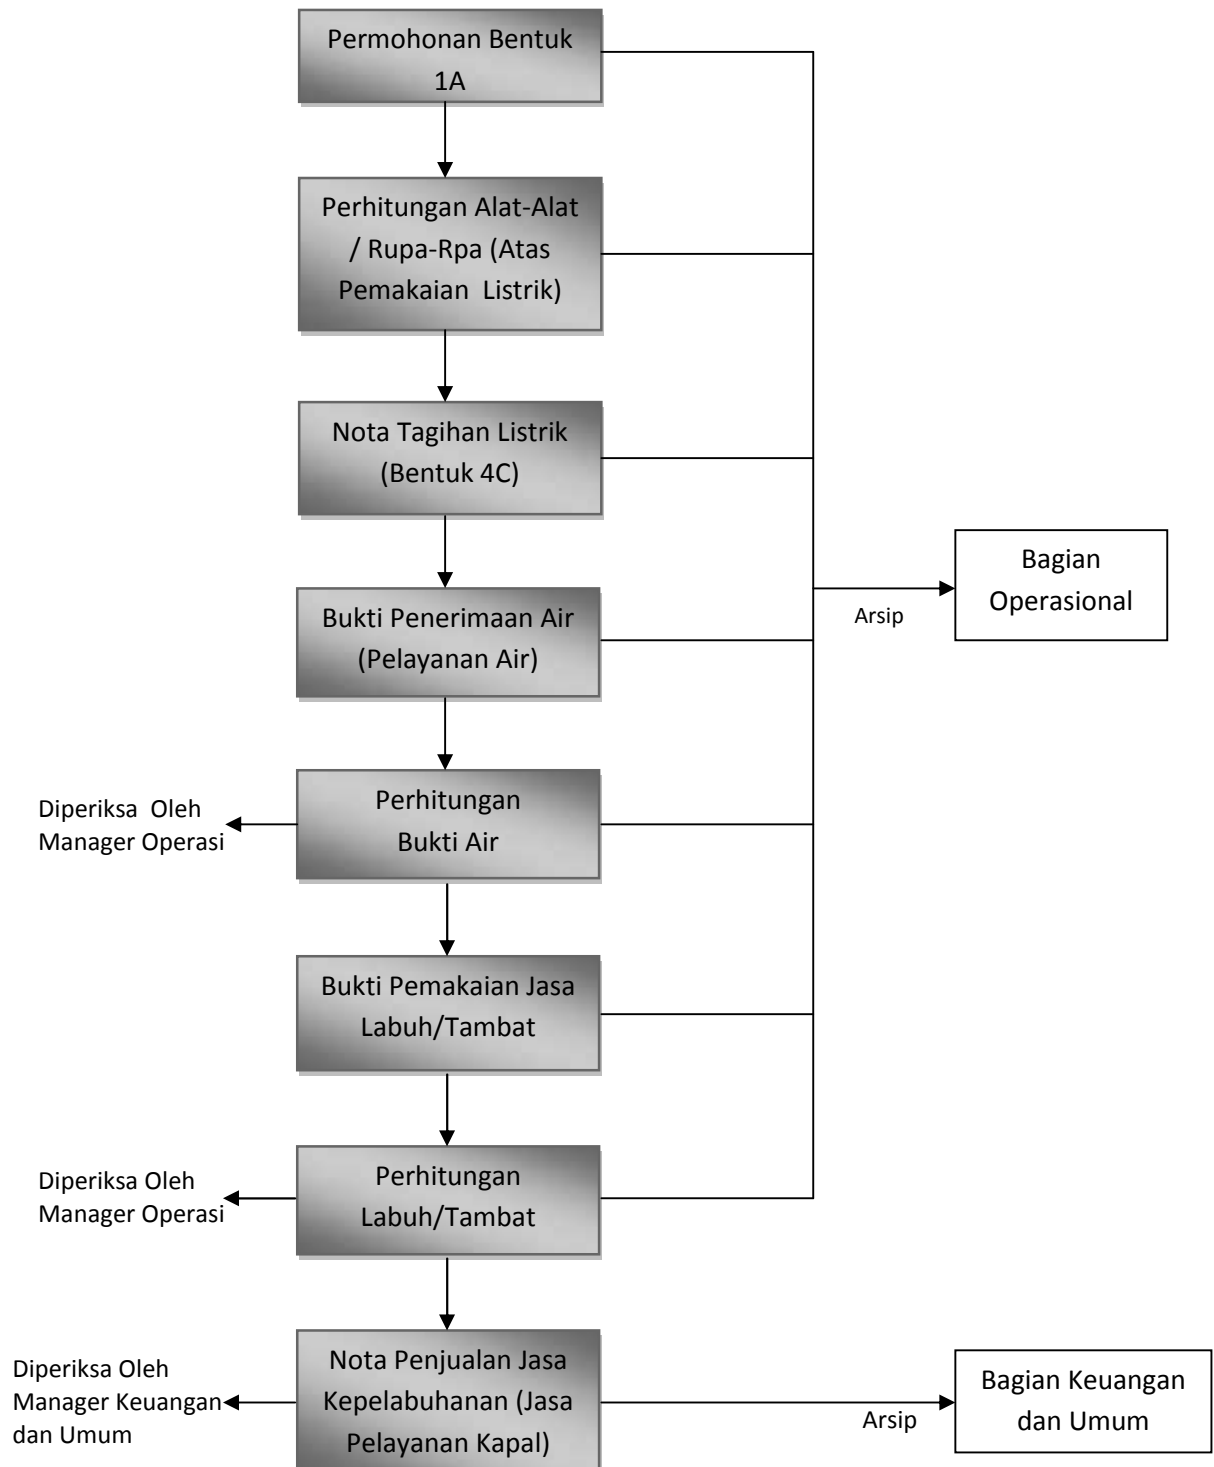 Permohonan Bentuk
1A
Perhitungan Alat-Alat
/ Rupa-Rpa (Atas
Pemakaian  Listrik)
Nota Tagihan Listrik
(Bentuk 4C)
Bagian
Operasional
Arsip
Bukti Penerimaan Air
(Pelayanan Air)
Diperiksa  Oleh
Manager Operasi
Perhitungan
Bukti Air
Bukti Pemakaian Jasa
Labuh/Tambat
Diperiksa Oleh
Manager Operasi
Perhitungan
Labuh/Tambat
Diperiksa Oleh
Manager Keuangan
dan Umum
Nota Penjualan Jasa
Kepelabuhanan (Jasa
Pelayanan Kapal)
Arsip
Bagian Keuangan
dan Umum